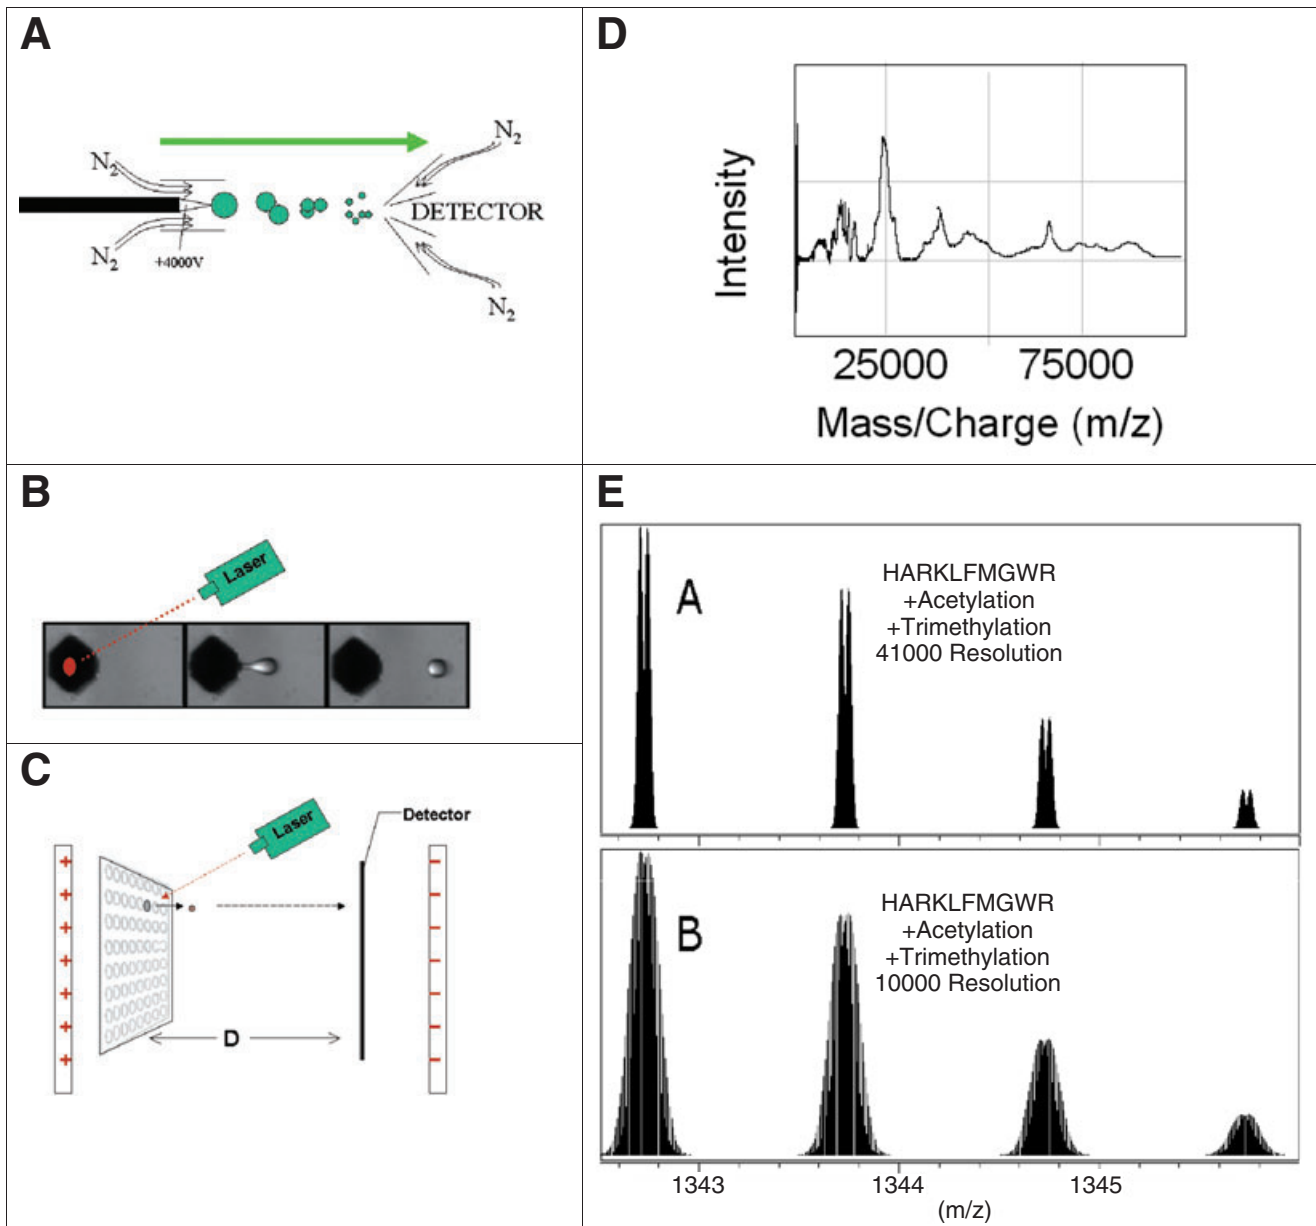 A
N2
N2
+4000V
N2
DETECTOR
N2
B
Laser
C
Laser
Detector
+
+
+
+
+
+
+
D
−
−
−
−
−
−
−
D
Intensity
25000 75000
Mass/Charge (m/z)
E
A
HARKLFMGWR
+Acetylation
+Trimethylation
41000 Resolution
B
HARKLFMGWR
+Acetylation
+Trimethylation
10000 Resolution
1343 1344 1345
(m/z)